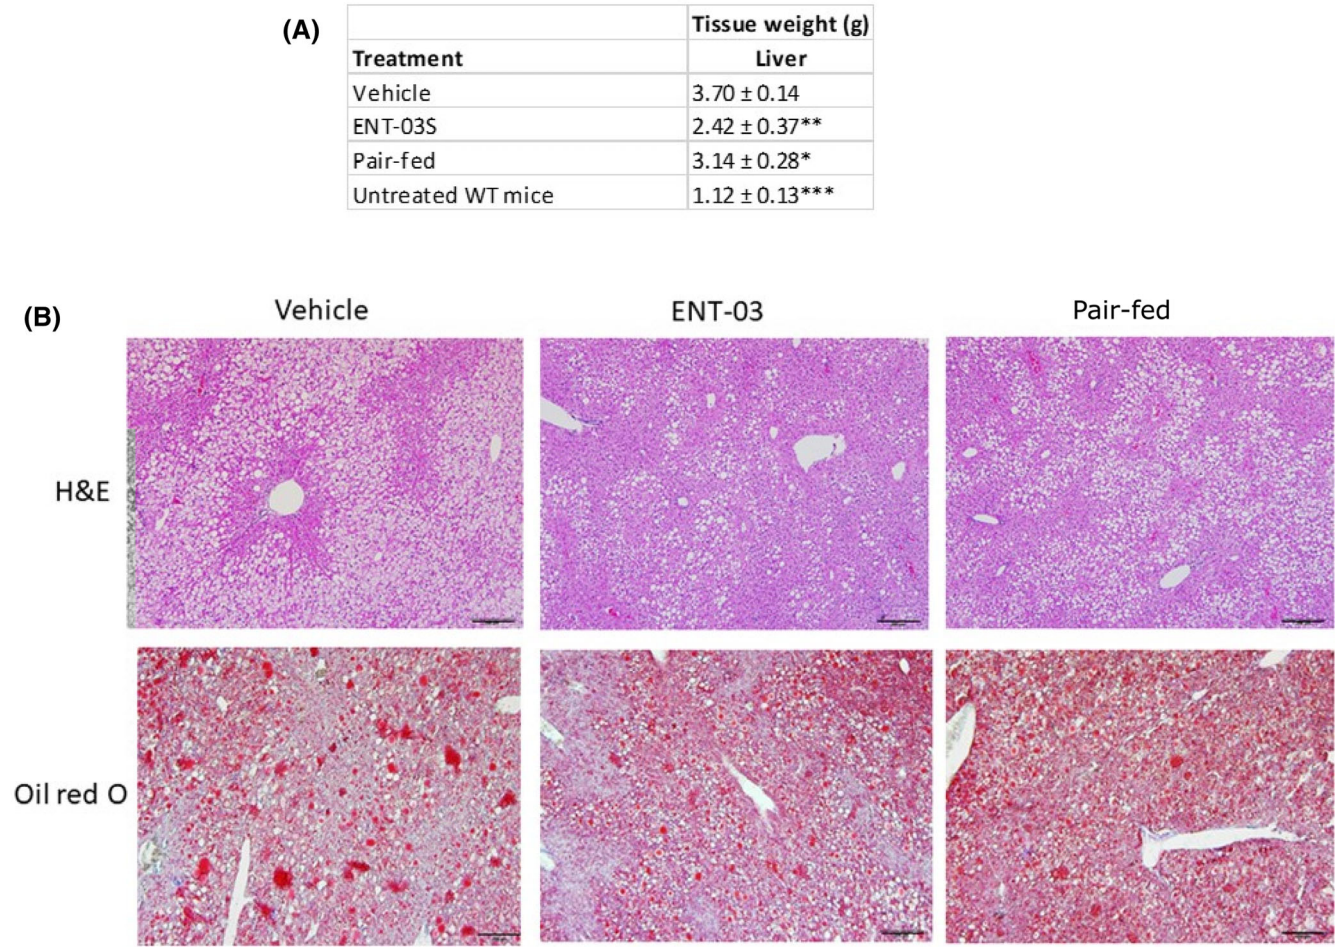 (A)
Tissue weight (g)
Treatment Liver
Vehicle 3.70 ± 0.14
ENT-03S 2.42 ± 0.37**
Pair-fed 3.14 ± 0.28*
Untreated WT mice 1.12 ± 0.13***
(B)
Vehicle ENT-03 Pair-fed
H&E
Oil red O